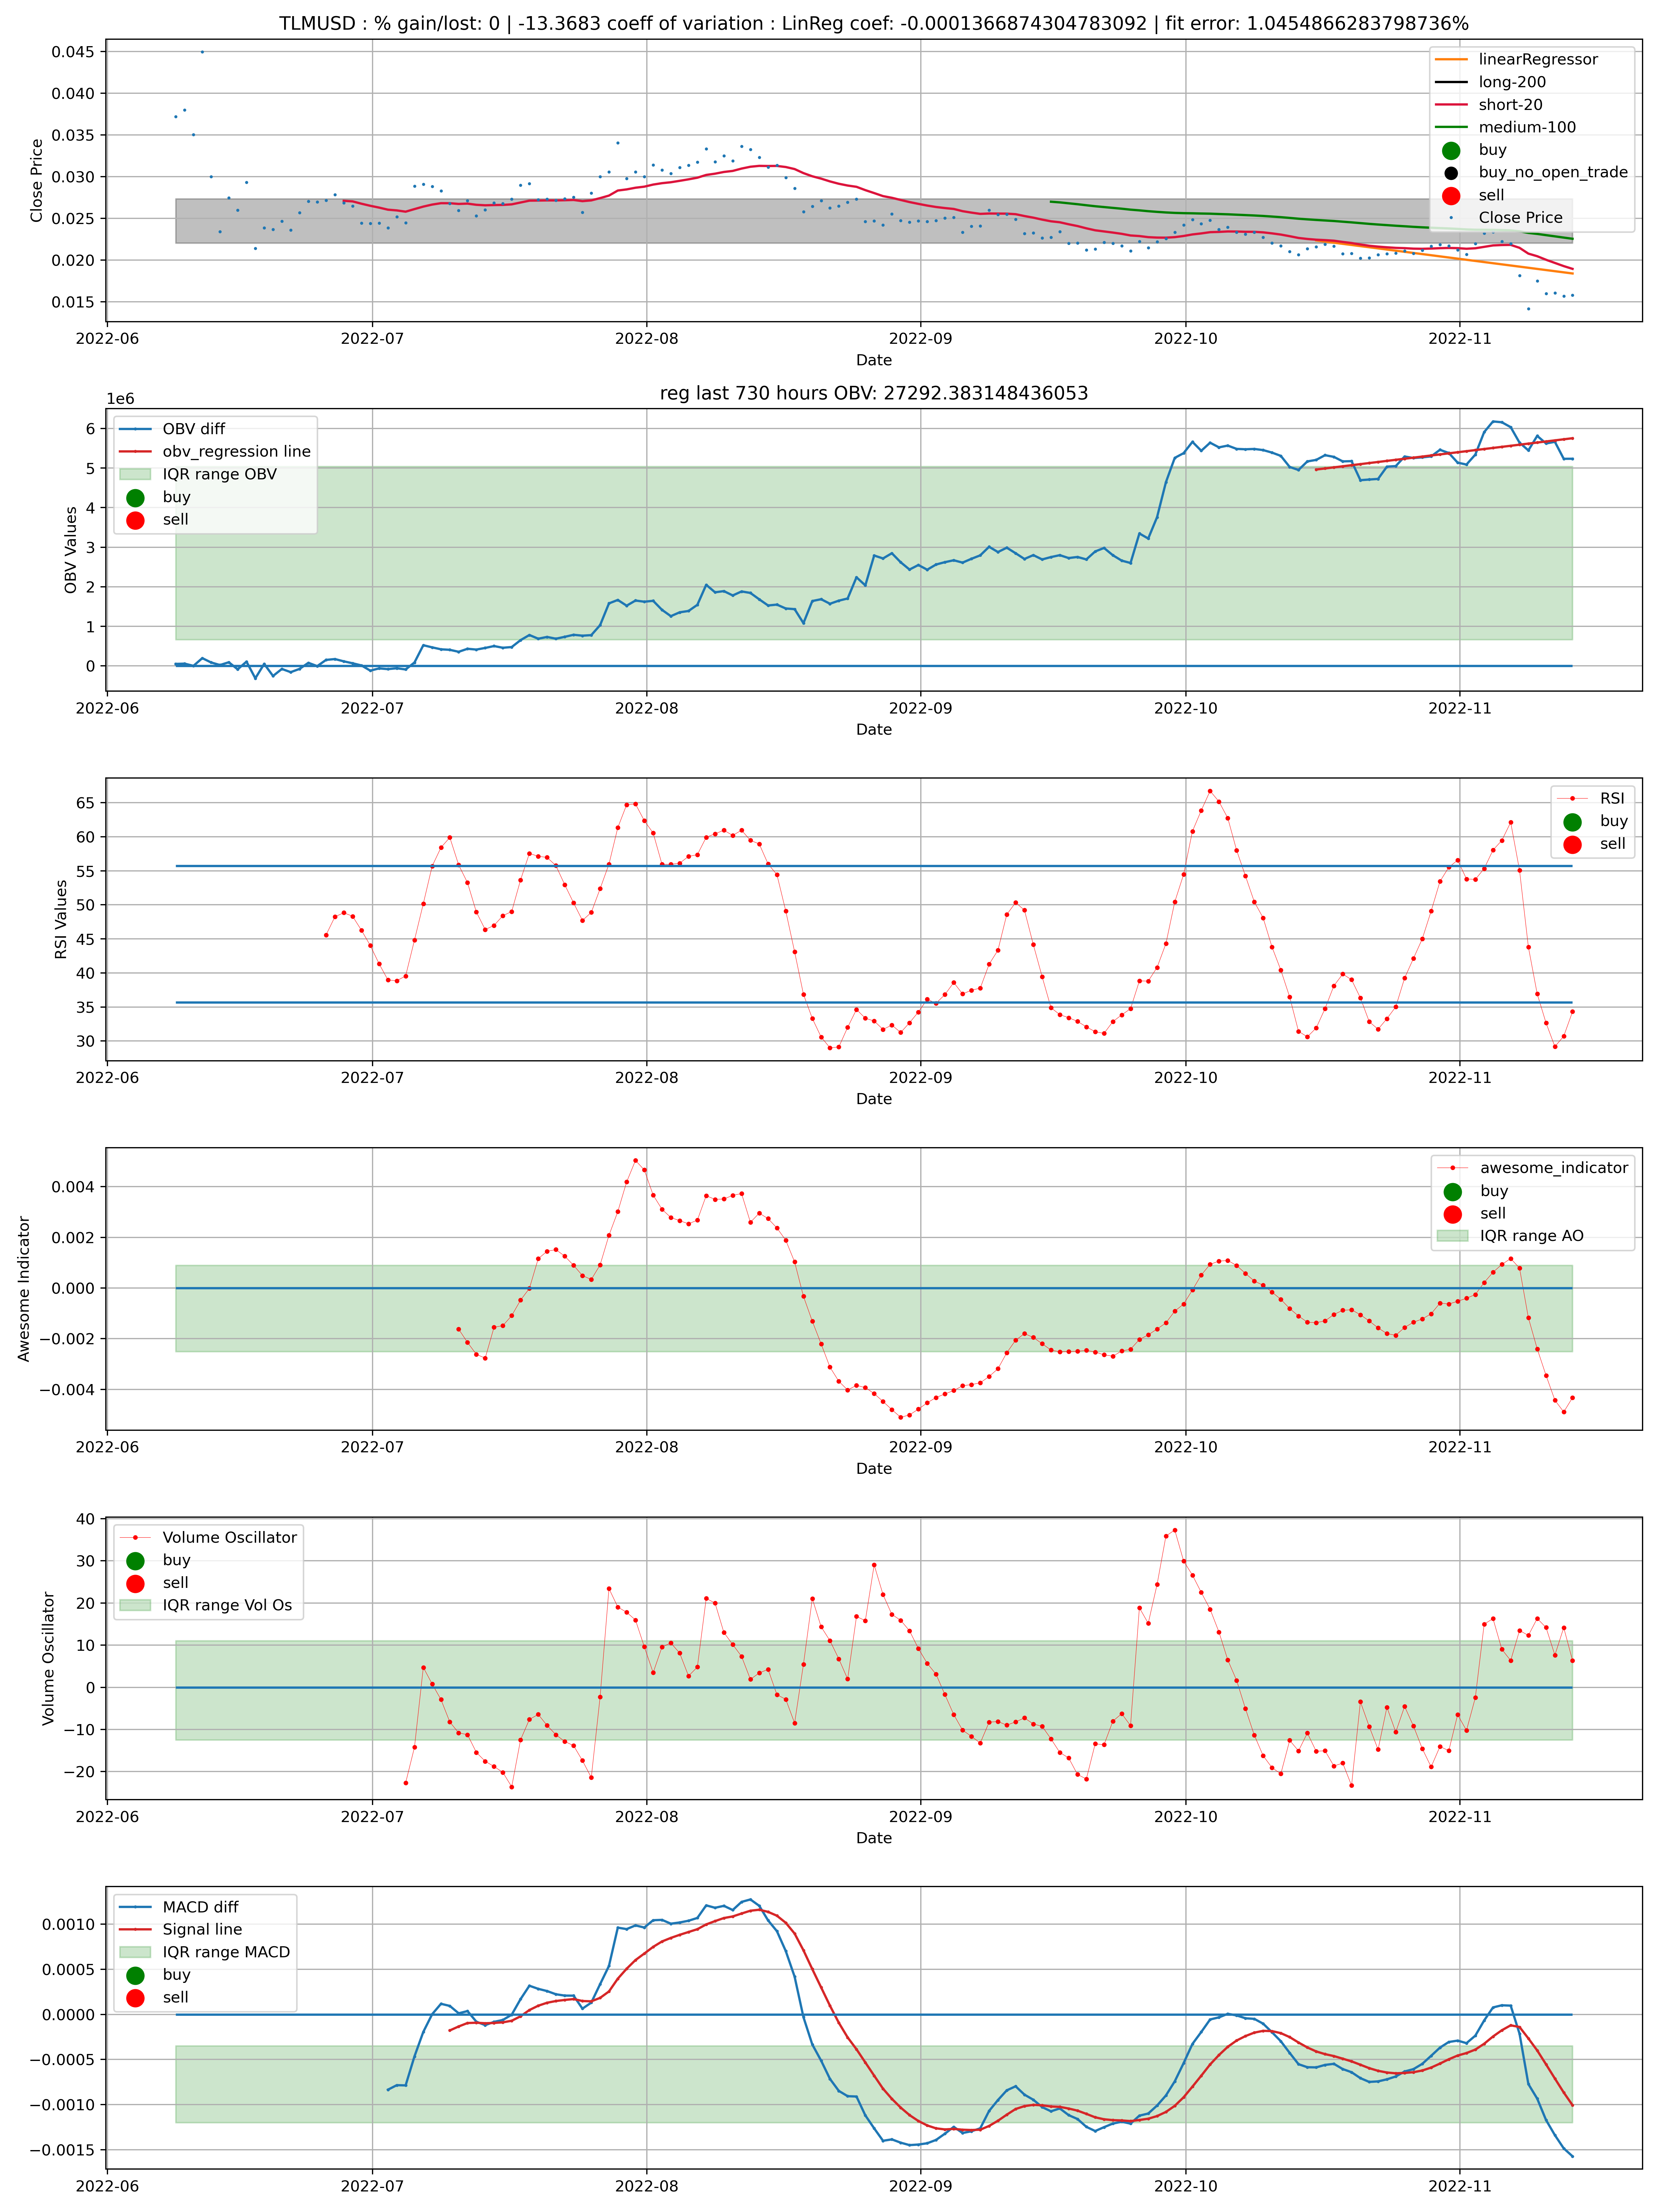 TLMUSD : % gain/lost: 0 | -13.3683 coeff of variation : LinReg coef: -0.0001366874304783092 | fit error: 1.0454866283798736%
Close Price
0.045
0.040
0.035
0.030
0.025
0.020
0.015
linearRegressor
long-200
short-20
medium-100
buy
buy_no_open_trade
sell
Close Price
2022-06 2022-07 2022-08 2022-09 2022-10 2022-11
Date
reg last 730 hours OBV: 27292.383148436053
1e6
OBV Values
6
5
4
3
2
1
0
OBV diff
obv_regression line
IQR range OBV
buy
sell
2022-06 2022-07 2022-08 2022-09 2022-10 2022-11
Date
RSI Values
65
60
55
50
45
40
35
30
RSI
buy
sell
2022-06 2022-07 2022-08 2022-09 2022-10 2022-11
Date
Awesome Indicator
0.004
0.002
0.000
−0.002
−0.004
awesome_indicator
buy
sell
IQR range AO
2022-06 2022-07 2022-08 2022-09 2022-10 2022-11
Date
Volume Oscillator
40
30
20
10
0
−10
−20
Volume Oscillator
buy
sell
IQR range Vol Os
2022-06 2022-07 2022-08 2022-09 2022-10 2022-11
Date
0.0010
0.0005
0.0000
−0.0005
−0.0010
−0.0015
MACD diff
Signal line
IQR range MACD
buy
sell
2022-06 2022-07 2022-08 2022-09 2022-10 2022-11